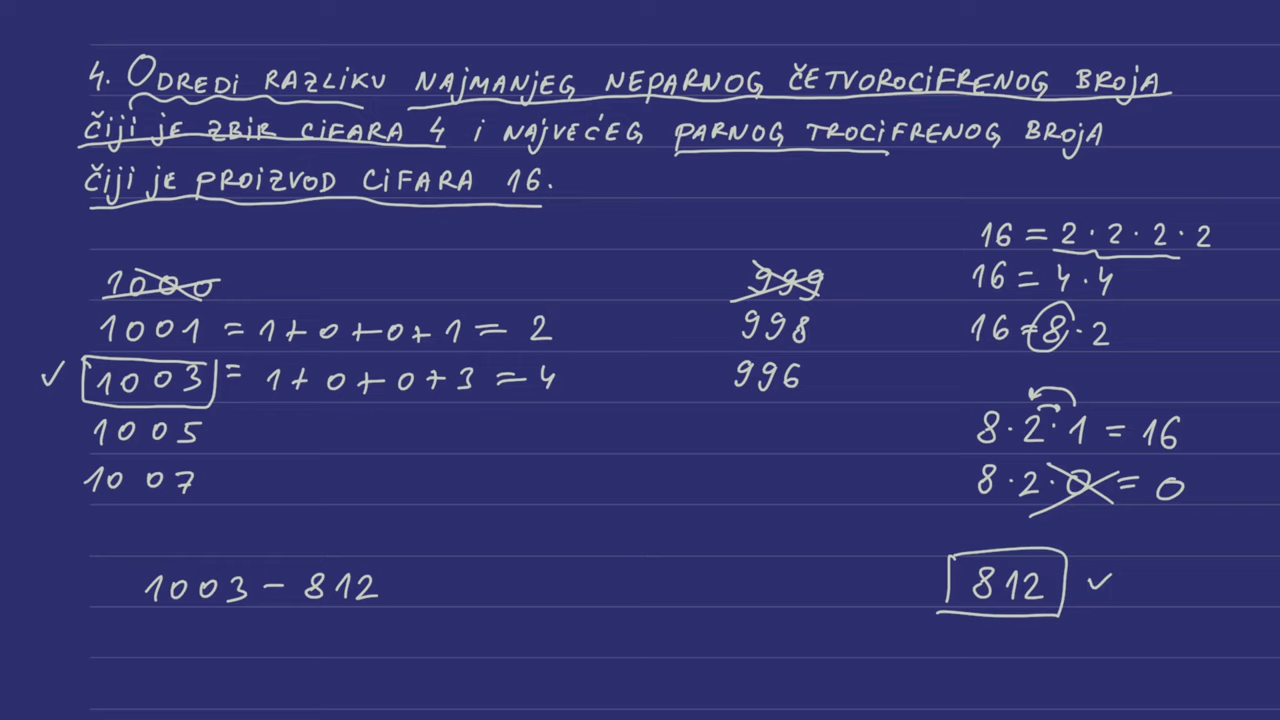 4. ODREDI RAZLIKU NAJMANJEG NEPARNOG ČETVOROCIFRENOG BROJA
ČIJI JE ZBIR CIFARA 4 I NAJVEĆEG PARNOG TROCIFRENOG BROJA
ČIJI JE PROIZVOD CIFARA 16.
1000
1001 = 1+0+0+1 = 2
✓ 1003 = 1+0+0+3 = 4
1005
1007
1003 - 812
999
998
996
16 = 2·2·2·2
16 = 4·4
16 = 8·2
8·2·1 = 16
8·2·0 = 0
812 ✓